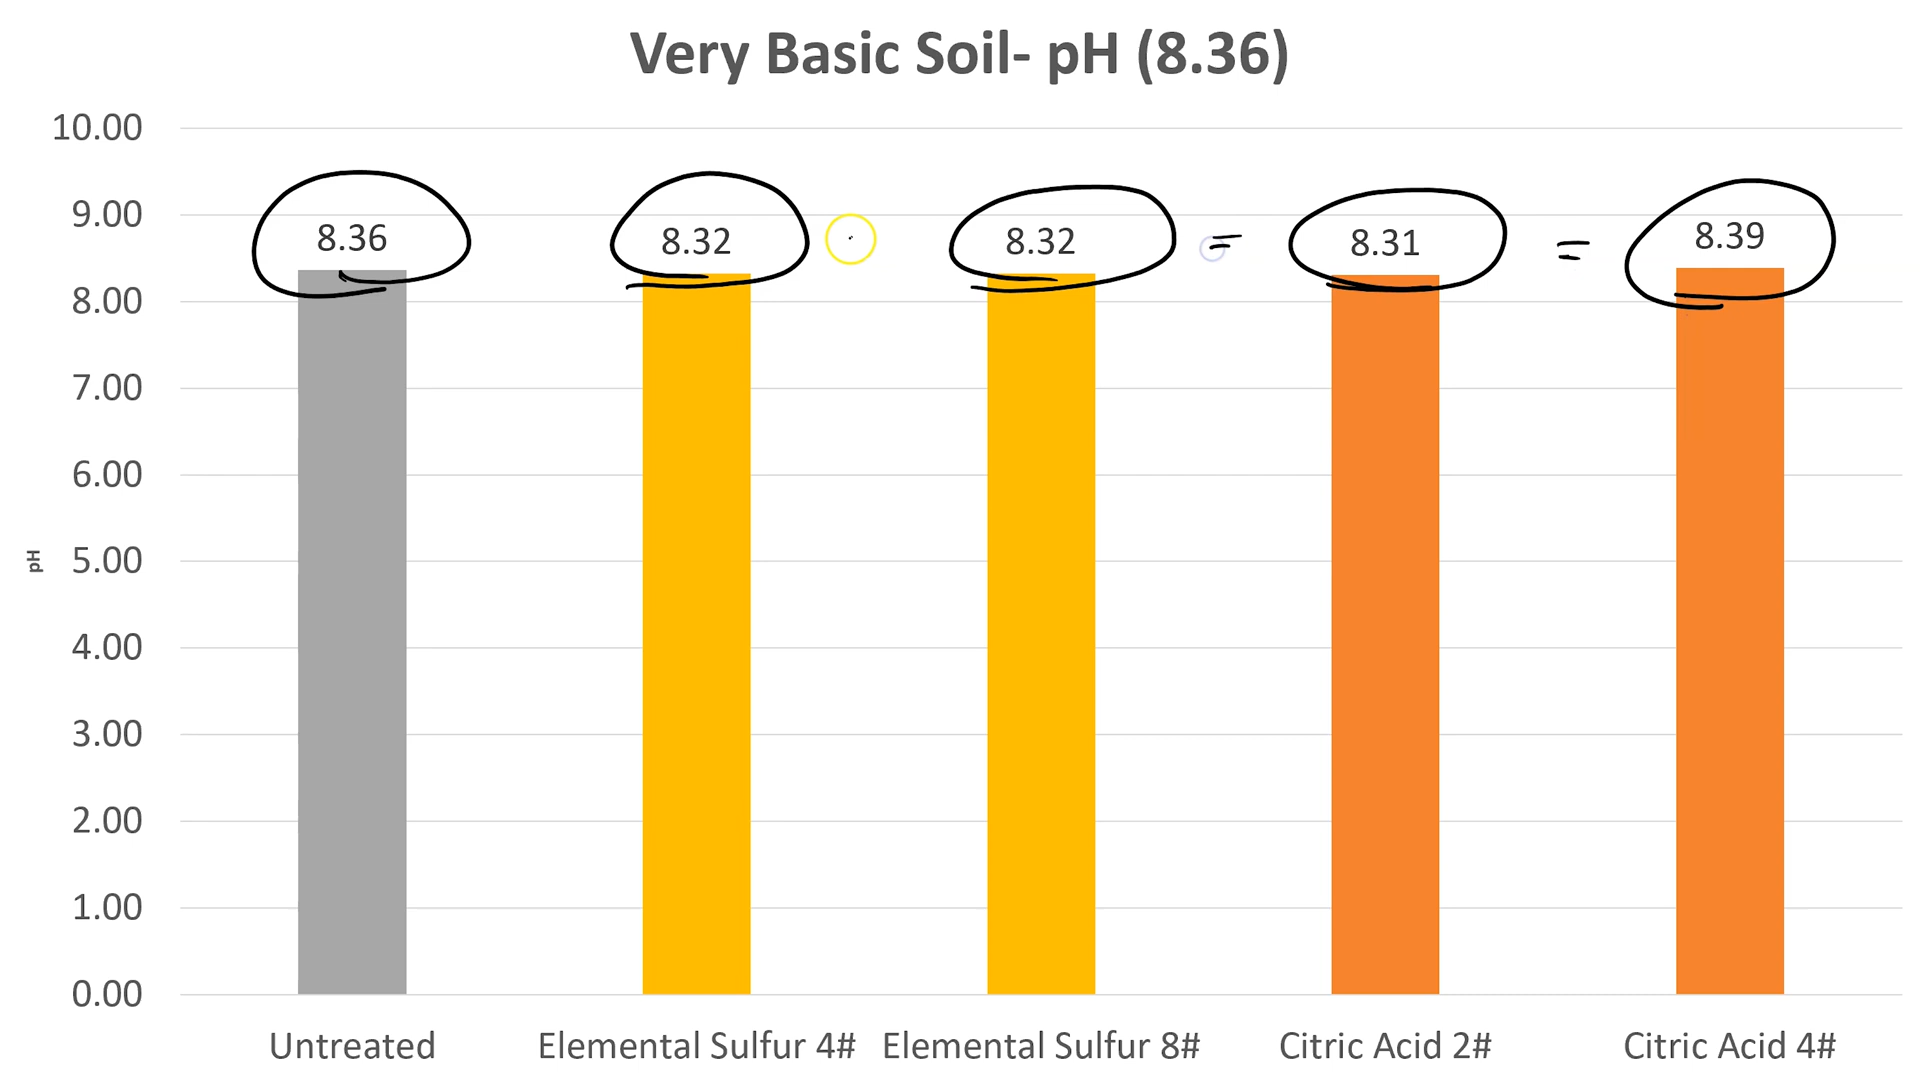 Very Basic Soil- pH (8.36)
10.00
9.00
8.00
7.00
6.00
5.00
4.00
3.00
2.00
1.00
0.00
pH
8.36
8.32
8.32
=
8.31
=
8.39
Untreated
Elemental Sulfur 4#
Elemental Sulfur 8#
Citric Acid 2#
Citric Acid 4#